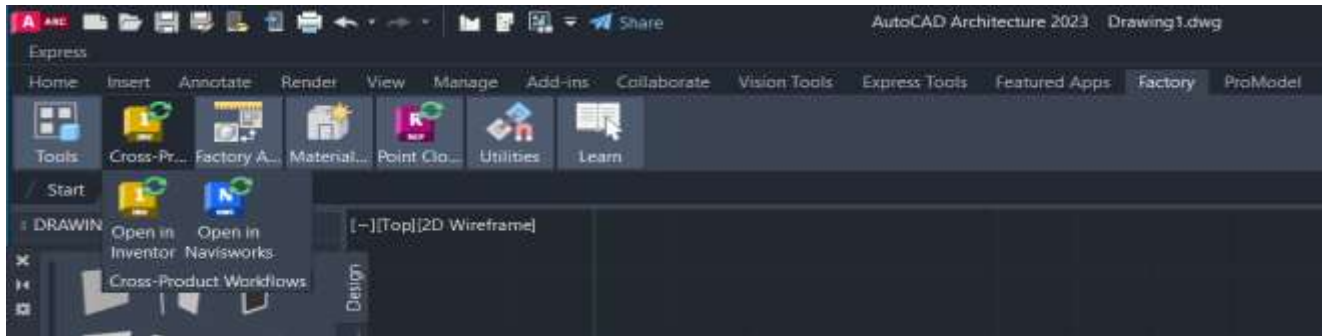 Share AutoCAD Architecture 2023 Drawing1.dwg
Express
Home Insert Annotate Render View Manage Add-ins Collaborate Vision Tools Express Tools Featured Apps Factory ProModel
Tools Cross-Pr... Factory A... Material... Point Clo... Utilities Learn
Start
DRAWIN
Open in Inventor
Open in Navisworks
Cross-Product Workflows
[−][Top][2D Wireframe]
Design